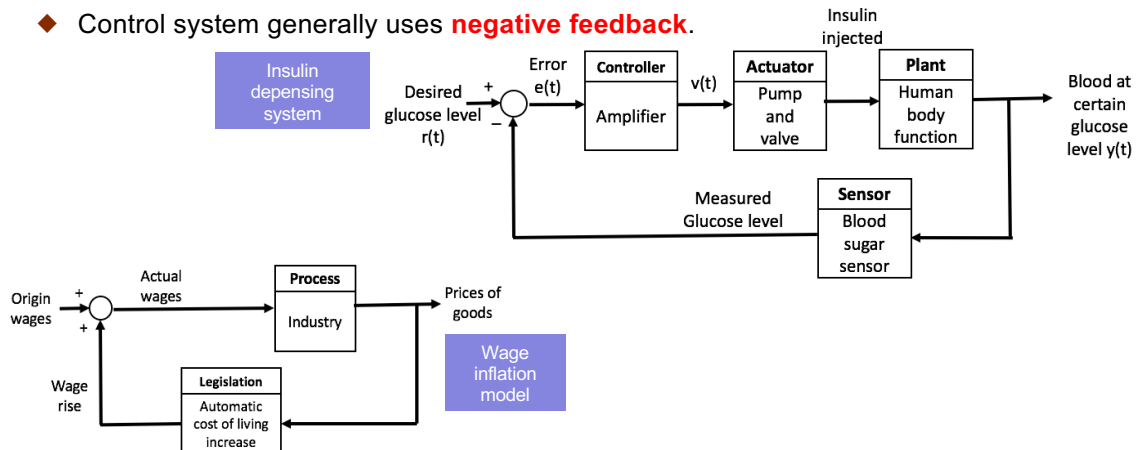 ◆ Control system generally uses negative feedback.
Insulin
depensing
system
Desired
glucose level
r(t)
+
−
Error
e(t)
Controller
Amplifier
v(t)
Actuator
Pump
and
valve
Insulin
injected
Plant
Human
body
function
Blood at
certain
glucose
level y(t)
Measured
Glucose level
Sensor
Blood
sugar
sensor
Origin
wages
+
+
Actual
wages
Process
Industry
Prices of
goods
Wage
inflation
model
Wage
rise
Legislation
Automatic
cost of living
increase